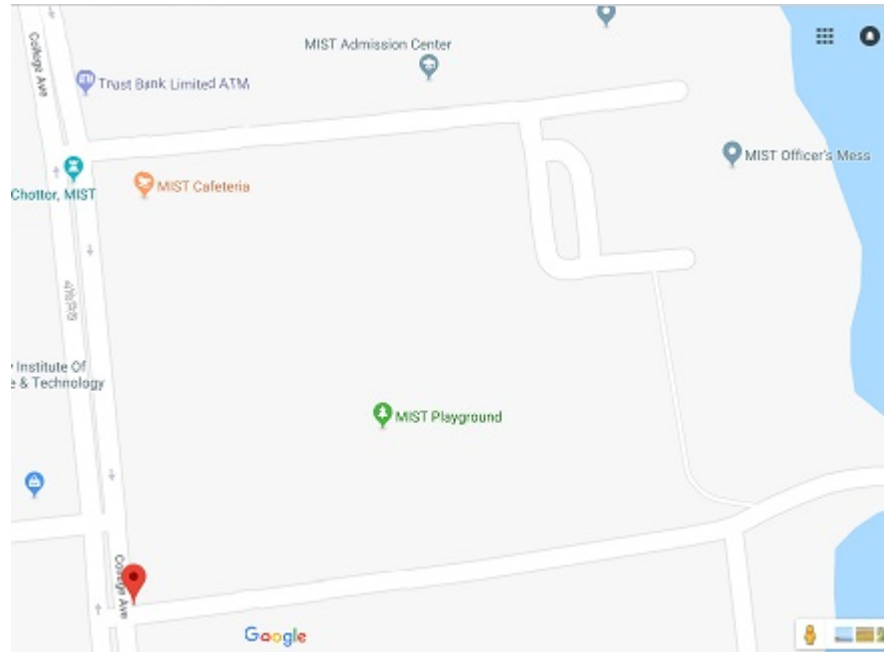 College Ave
MIST Admission Center
Trust Bank Limited ATM
MIST Officer's Mess
Chottor, MIST
MIST Cafeteria
Institute Of
e & Technology
MIST Playground
College Ave
Google